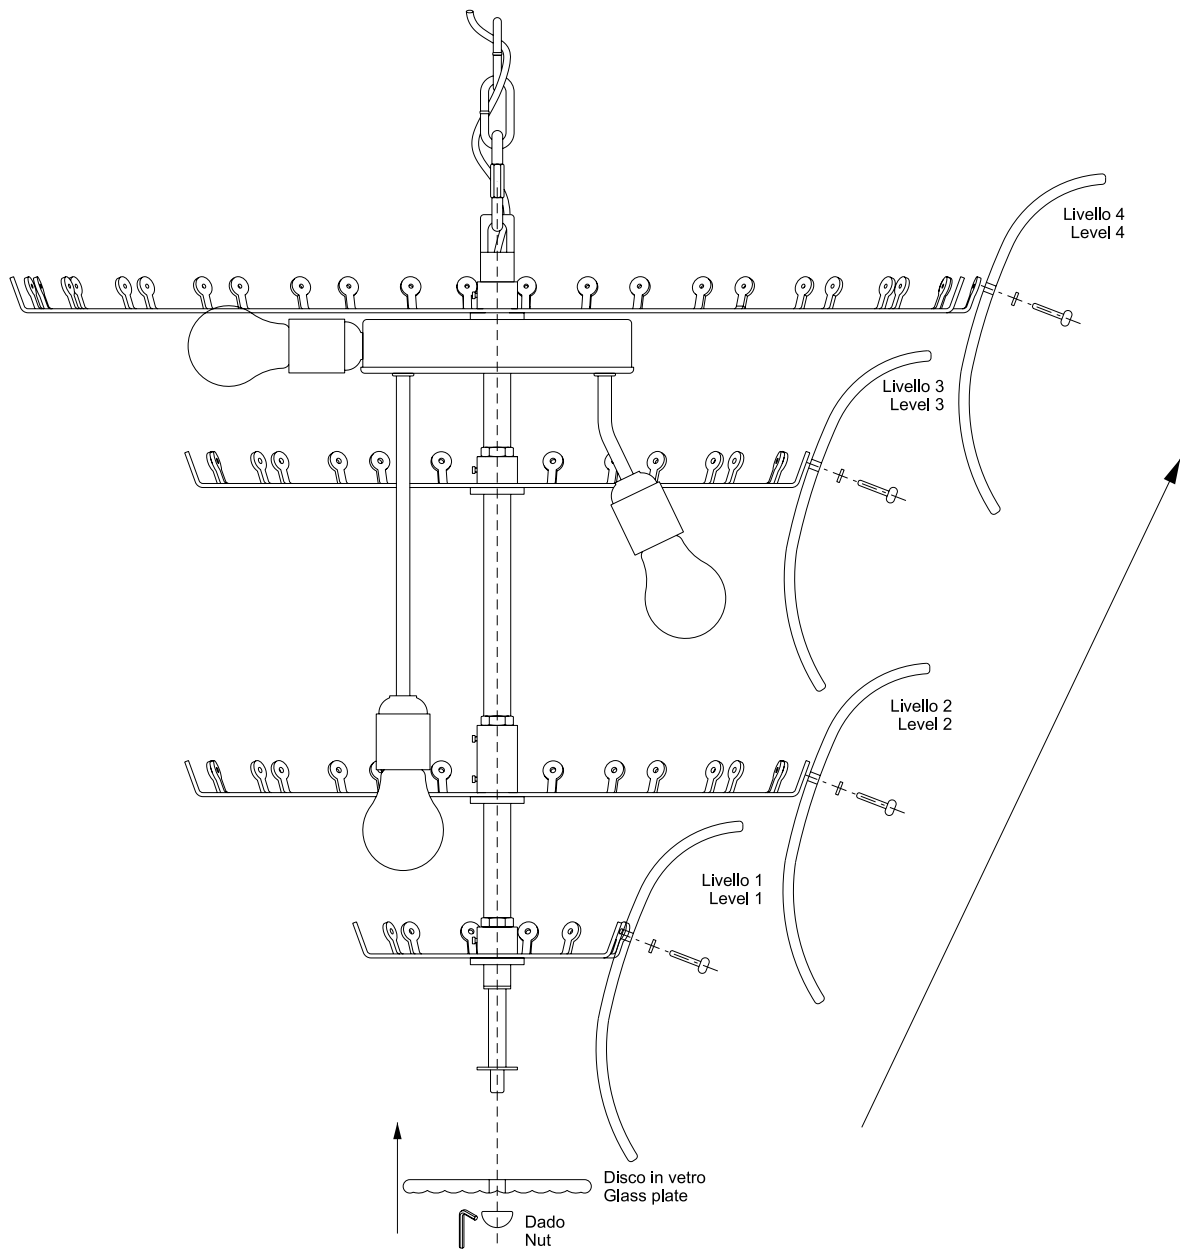 Livello 4
Level 4
Livello 3
Level 3
Livello 2
Level 2
Livello 1
Level 1
Disco in vetro
Glass plate
Dado
Nut